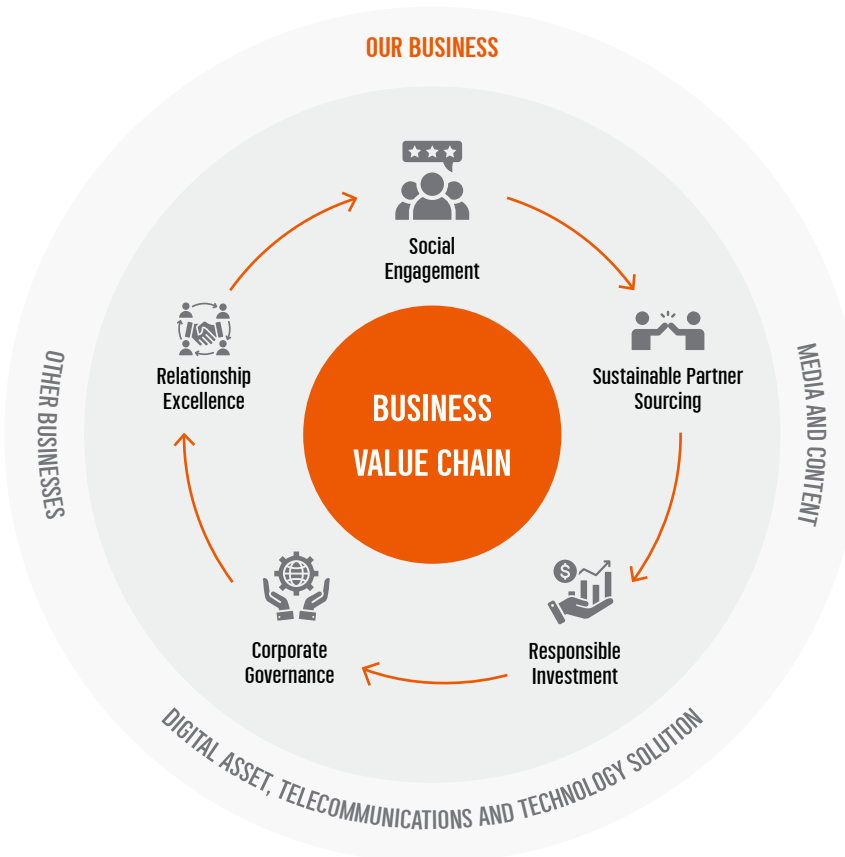 OUR BUSINESS
Social
Engagement
Relationship
Excellence
Sustainable Partner
Sourcing
BUSINESS
VALUE CHAIN
OTHER BUSINESSES
MEDIA AND CONTENT
Corporate
Governance
Responsible
Investment
DIGITAL ASSET, TELECOMMUNICATIONS AND TECHNOLOGY SOLUTION